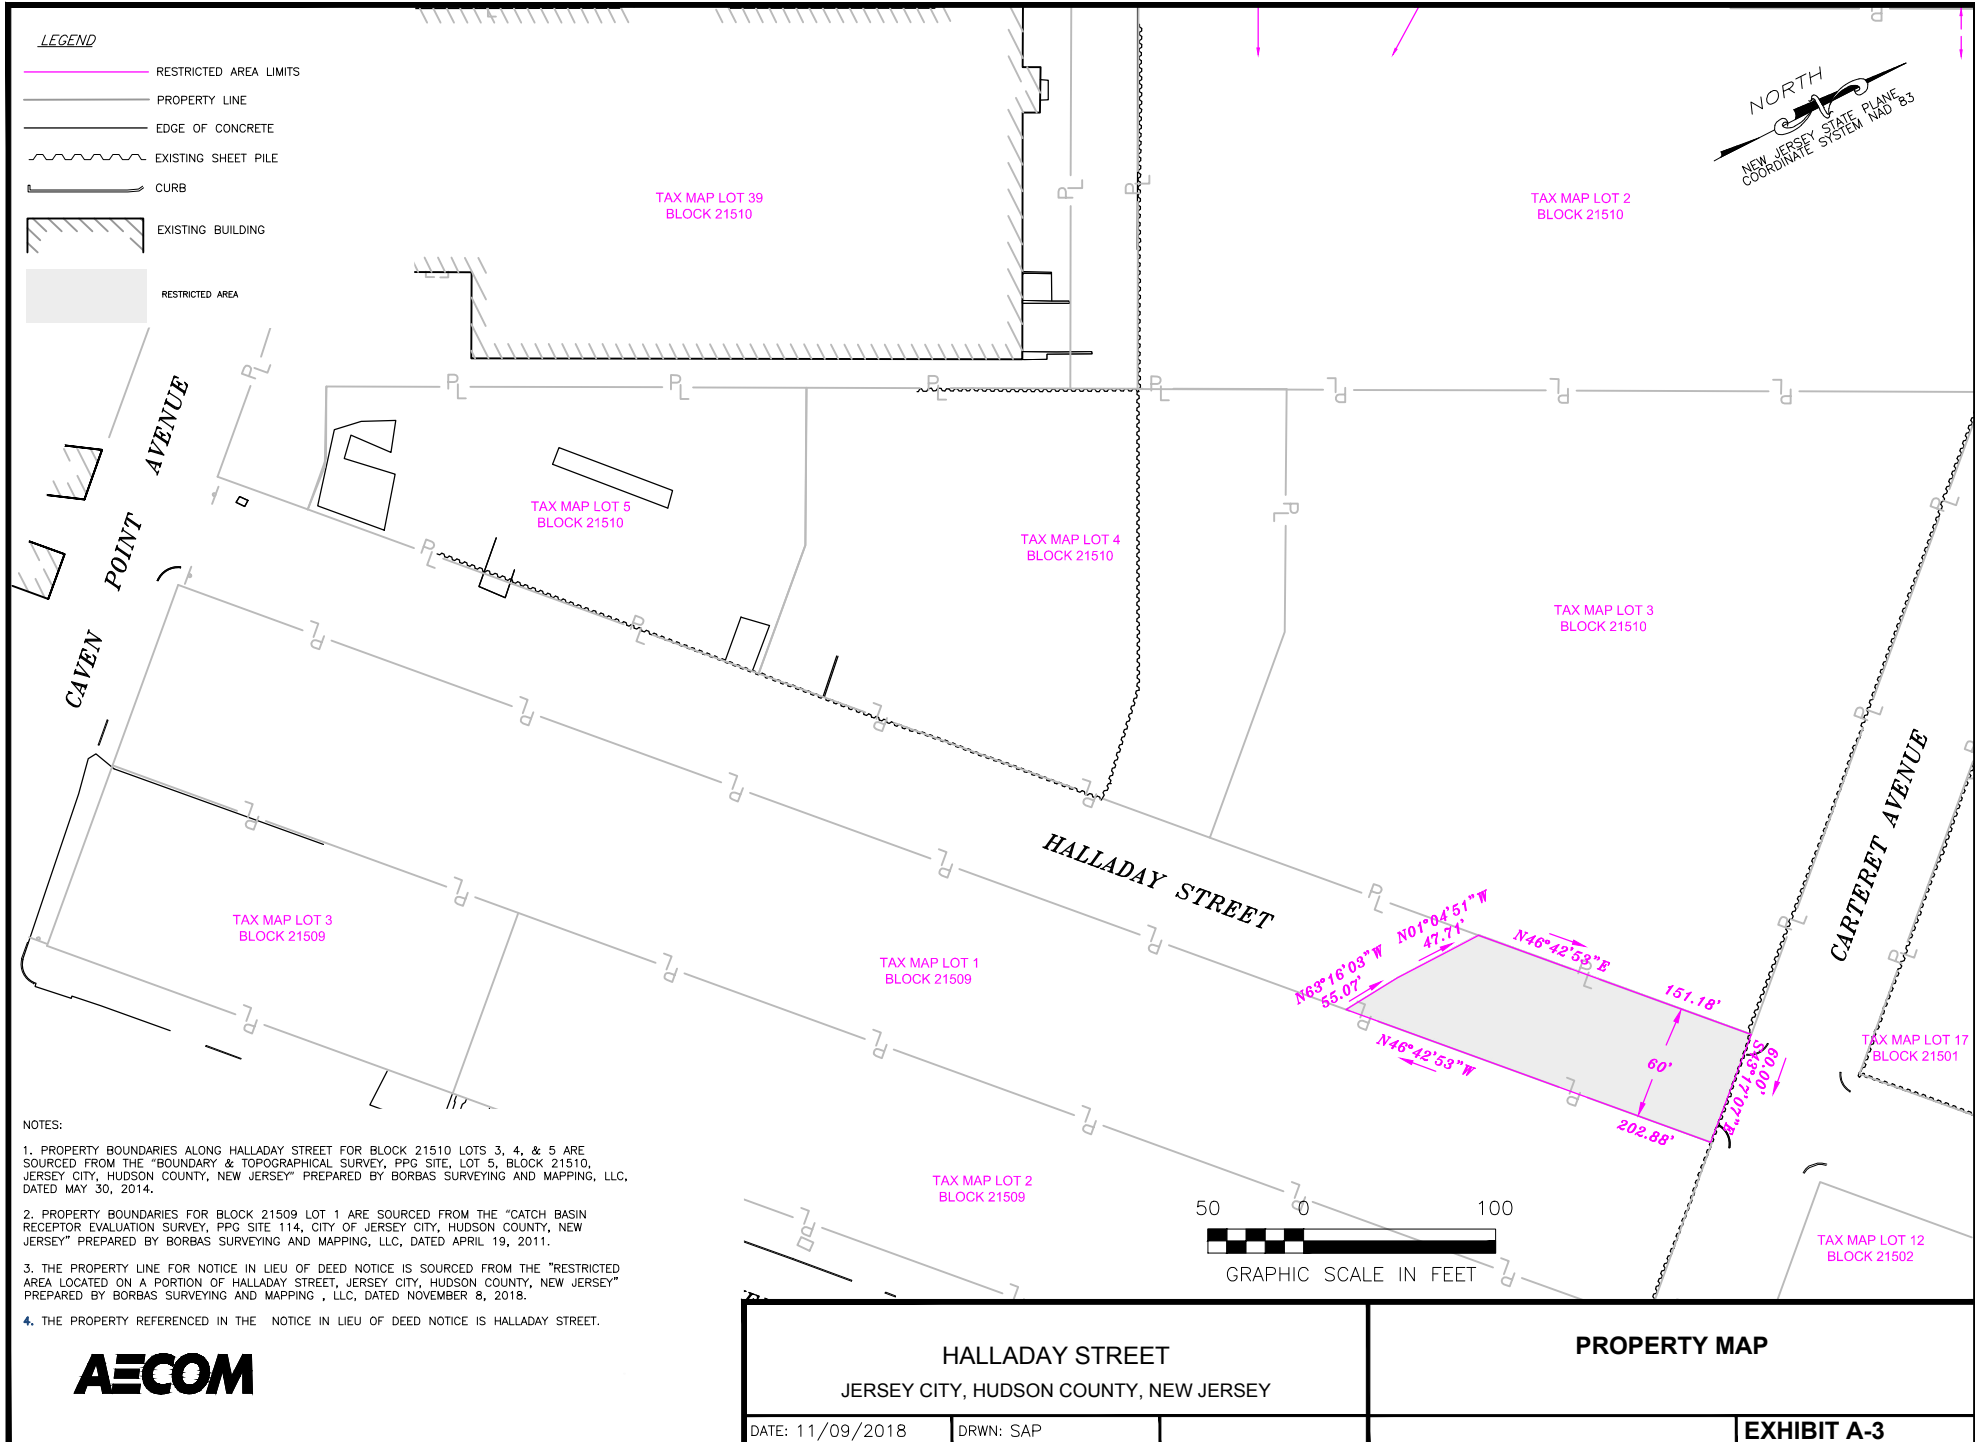 LEGEND
RESTRICTED AREA LIMITS
PROPERTY LINE
EDGE OF CONCRETE
EXISTING SHEET PILE
CURB
EXISTING BUILDING
RESTRICTED AREA
NORTH
NEW JERSEY STATE PLANE
COORDINATE SYSTEM NAD 83
TAX MAP LOT 39
BLOCK 21510
TAX MAP LOT 2
BLOCK 21510
TAX MAP LOT 5
BLOCK 21510
TAX MAP LOT 4
BLOCK 21510
TAX MAP LOT 3
BLOCK 21510
CAVEN POINT AVENUE
HALLADAY STREET
CARTERET AVENUE
TAX MAP LOT 3
BLOCK 21509
TAX MAP LOT 1
BLOCK 21509
TAX MAP LOT 2
BLOCK 21509
TAX MAP LOT 17
BLOCK 21501
TAX MAP LOT 12
BLOCK 21502
N63°16'03"W
55.07'
N01°04'51"W
47.71'
N46°42'53"E
151.18'
60.00'
S43°17'07"E
60'
N46°42'53"W
202.88'
PL
50 0 100
GRAPHIC SCALE IN FEET
NOTES:
1. PROPERTY BOUNDARIES ALONG HALLADAY STREET FOR BLOCK 21510 LOTS 3, 4, & 5 ARE
SOURCED FROM THE "BOUNDARY & TOPOGRAPHICAL SURVEY, PPG SITE, LOT 5, BLOCK 21510,
JERSEY CITY, HUDSON COUNTY, NEW JERSEY" PREPARED BY BORBAS SURVEYING AND MAPPING, LLC,
DATED MAY 30, 2014.
2. PROPERTY BOUNDARIES FOR BLOCK 21509 LOT 1 ARE SOURCED FROM THE "CATCH BASIN
RECEPTOR EVALUATION SURVEY, PPG SITE 114, CITY OF JERSEY CITY, HUDSON COUNTY, NEW
JERSEY" PREPARED BY BORBAS SURVEYING AND MAPPING, LLC, DATED APRIL 19, 2011.
3. THE PROPERTY LINE FOR NOTICE IN LIEU OF DEED NOTICE IS SOURCED FROM THE "RESTRICTED
AREA LOCATED ON A PORTION OF HALLADAY STREET, JERSEY CITY, HUDSON COUNTY, NEW JERSEY"
PREPARED BY BORBAS SURVEYING AND MAPPING , LLC, DATED NOVEMBER 8, 2018.
4. THE PROPERTY REFERENCED IN THE NOTICE IN LIEU OF DEED NOTICE IS HALLADAY STREET.
AECOM
HALLADAY STREET
JERSEY CITY, HUDSON COUNTY, NEW JERSEY
PROPERTY MAP
DATE: 11/09/2018
DRWN: SAP
EXHIBIT A-3